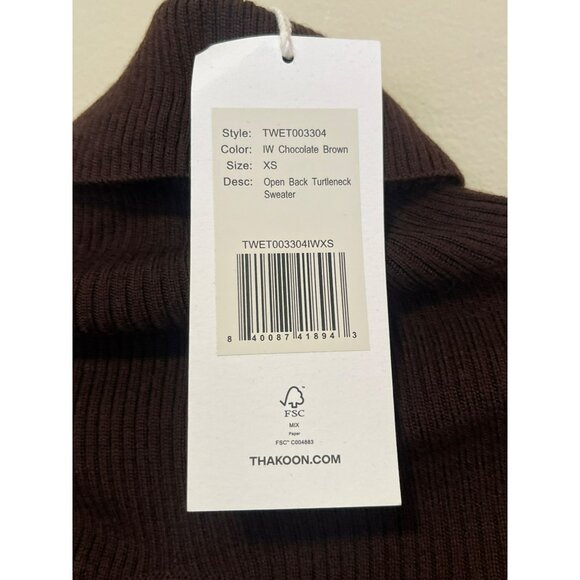 Style: TWET003304
Color: IW Chocolate Brown
Size: XS
Desc: Open Back Turtleneck
Sweater
TWET003304IWXS
8 40087 41894 3
FSC
MIX
Paper
FSC™ C004883
THAKOON.COM